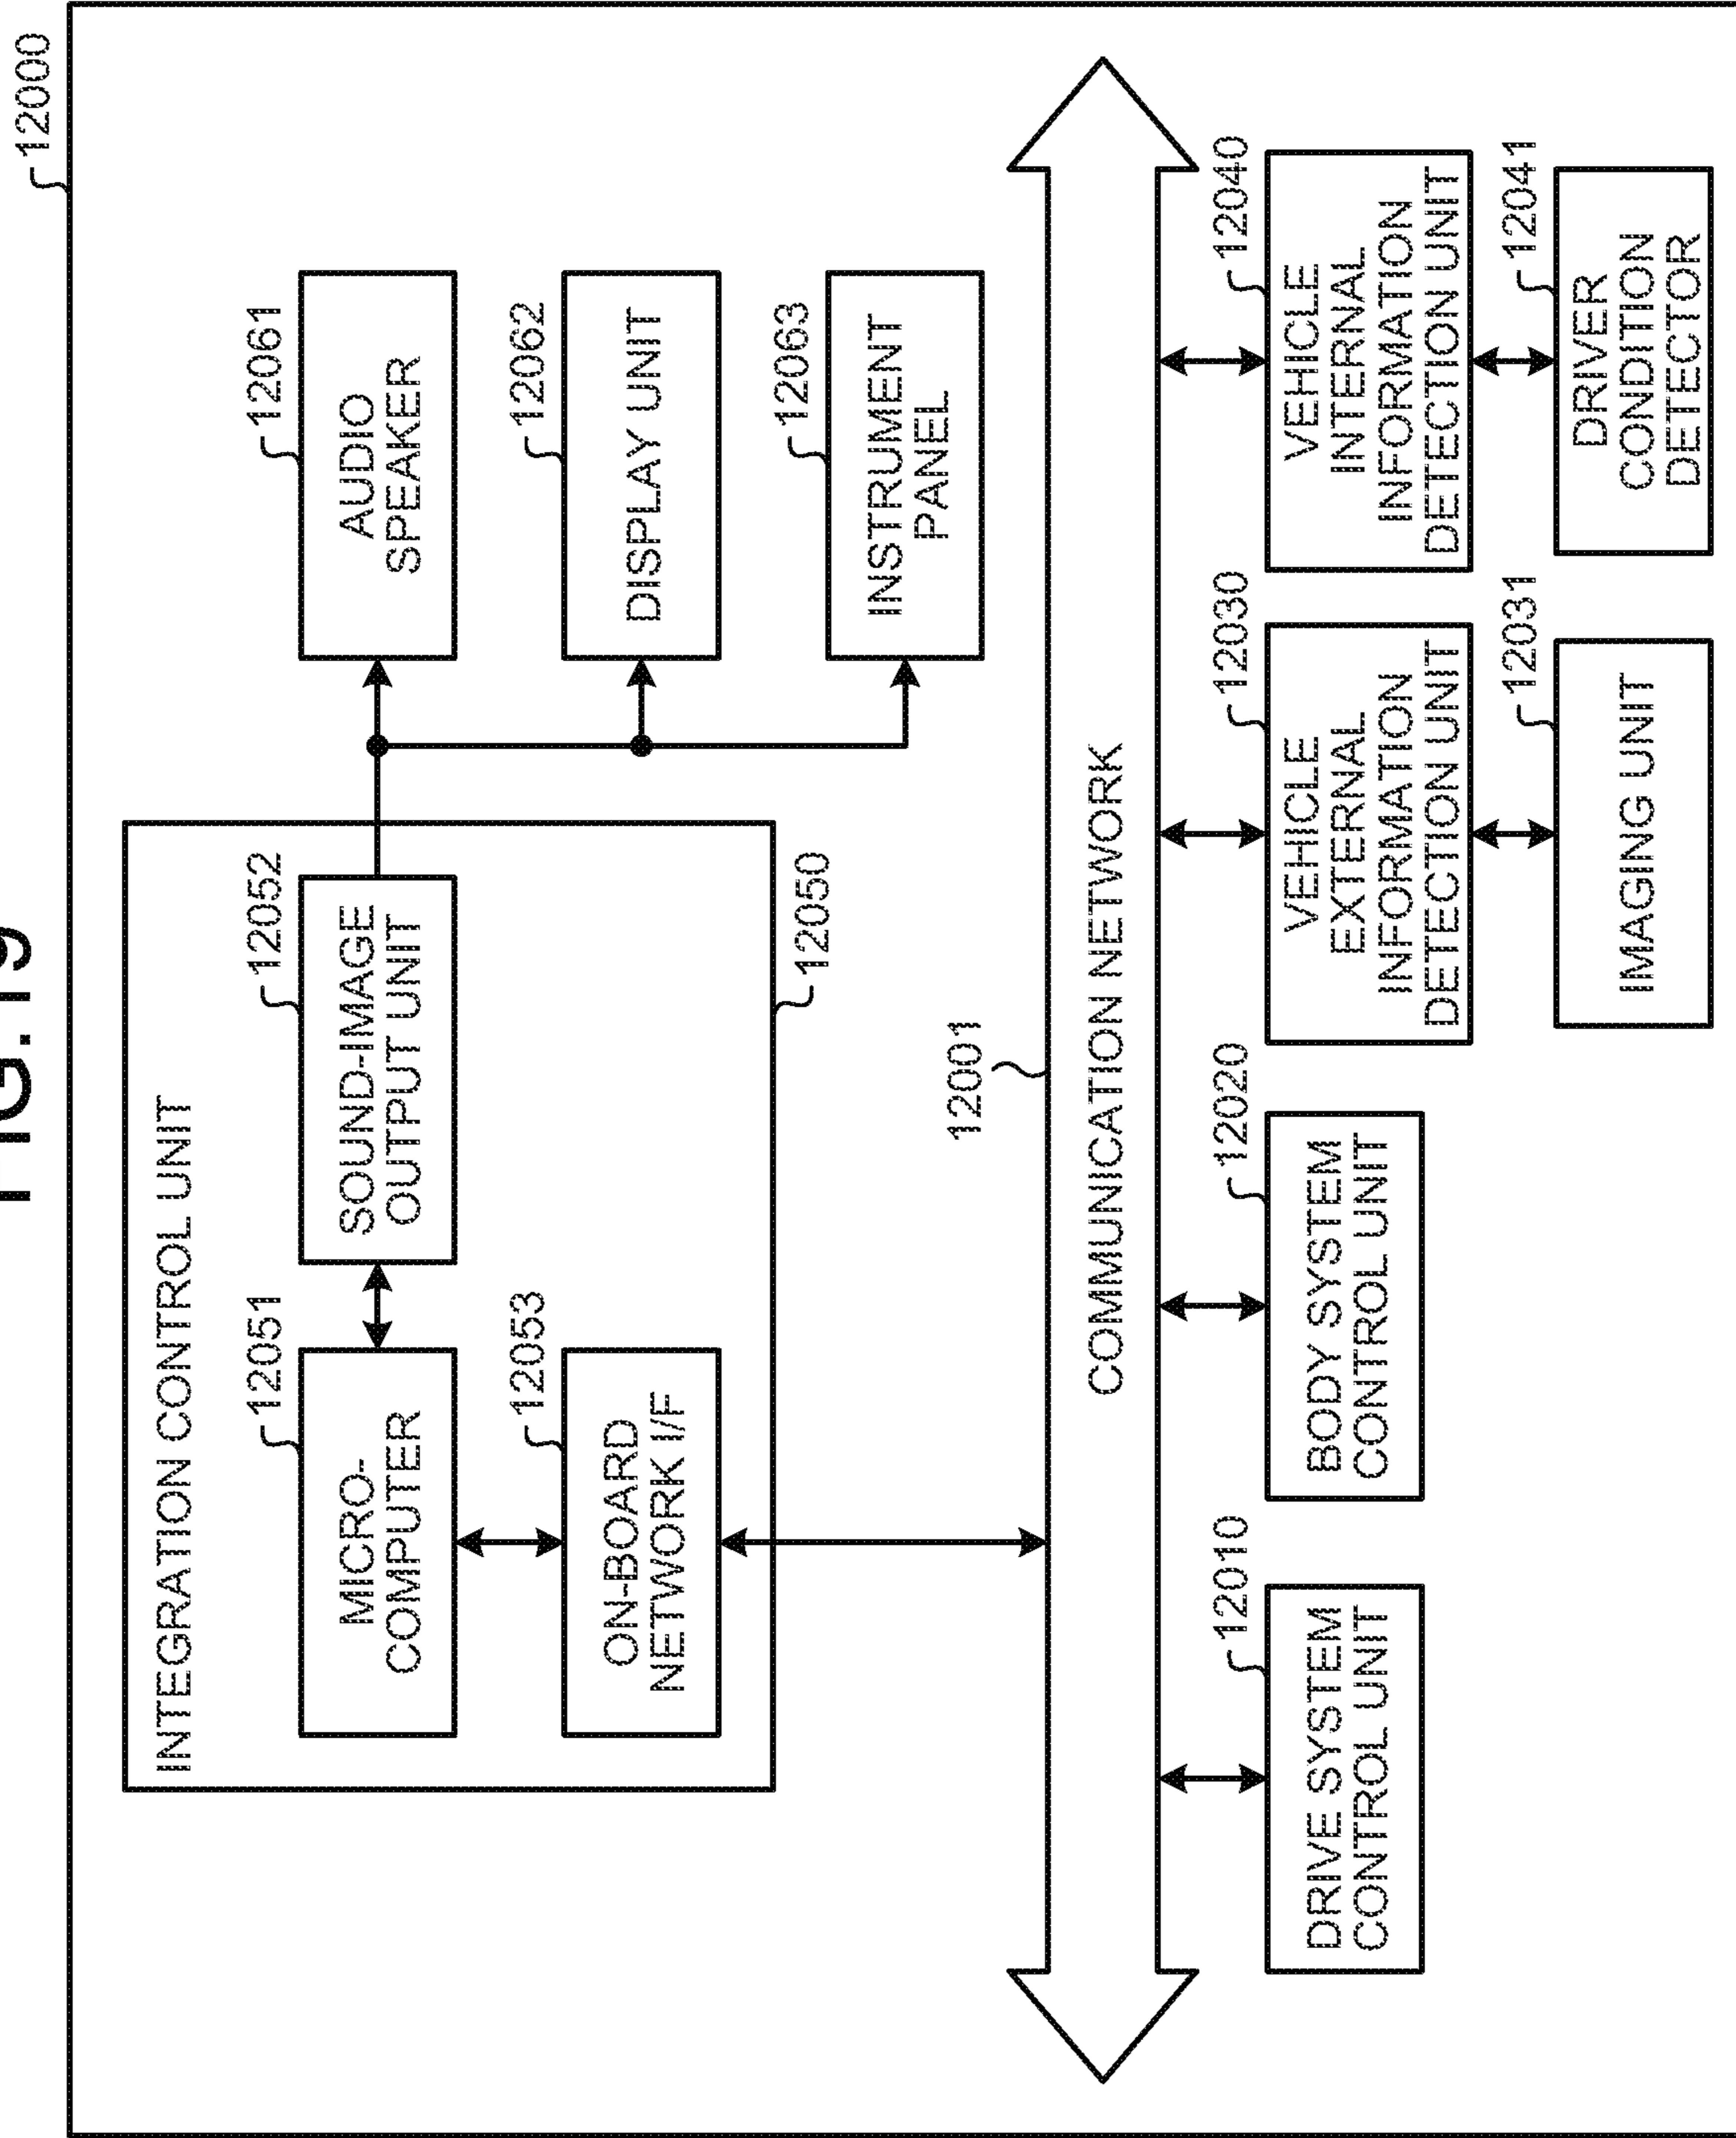 FIG.19
12000
INTEGRATION CONTROL UNIT
12051
MICRO-
COMPUTER
12052
SOUND-IMAGE
OUTPUT UNIT
12061
AUDIO
SPEAKER
12053
ON-BOARD
NETWORK I/F
12062
DISPLAY UNIT
12050
12063
INSTRUMENT
PANEL
12001
COMMUNICATION NETWORK
12010
DRIVE SYSTEM
CONTROL UNIT
12020
BODY SYSTEM
CONTROL UNIT
12030
VEHICLE
EXTERNAL
INFORMATION
DETECTION UNIT
12040
VEHICLE
INTERNAL
INFORMATION
DETECTION UNIT
12031
IMAGING UNIT
12041
DRIVER
CONDITION
DETECTOR